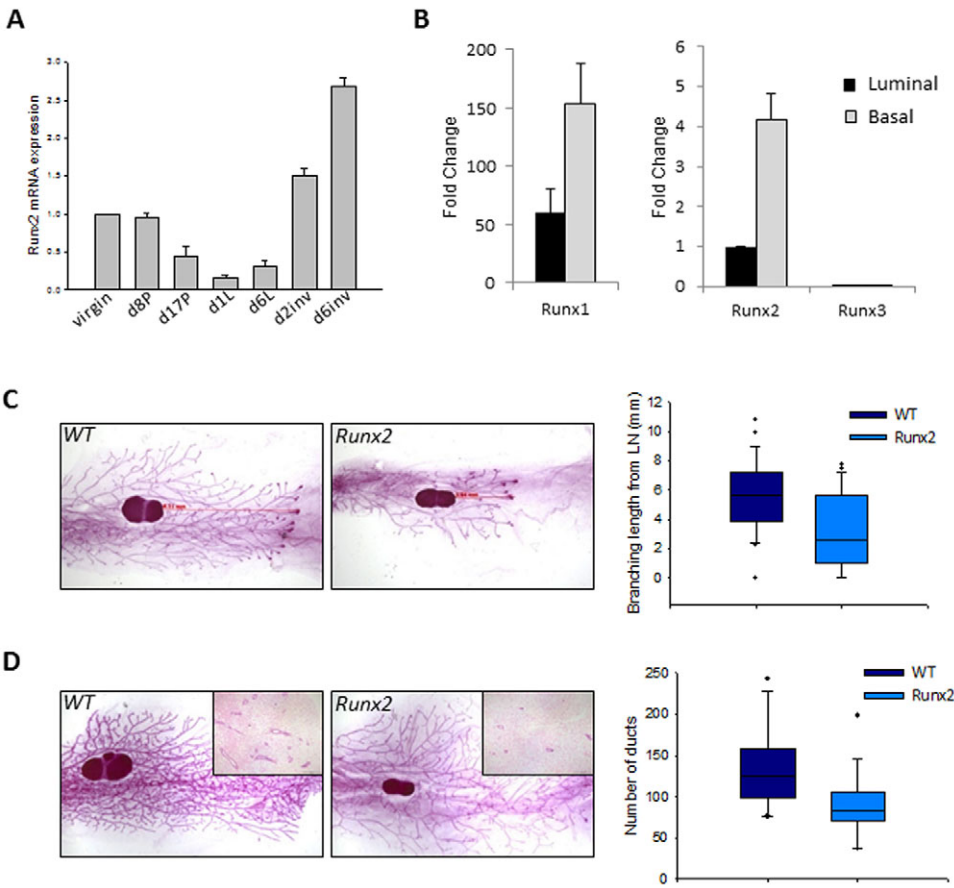 A
Runx2 mRNA expression
3.0
2.5
2.0
1.5
1.0
0.5
0.0
virgin
d8P
d17P
d1L
d6L
d2inv
d6inv
B
Fold Change
200
150
100
50
0
Runx1
Fold Change
6
5
4
3
2
1
0
Runx2
Runx3
Luminal
Basal
C
WT
Runx2
Branching length from LN (mm)
12
10
8
6
4
2
0
WT
Runx2
D
WT
Runx2
Number of ducts
250
200
150
100
50
0
WT
Runx2